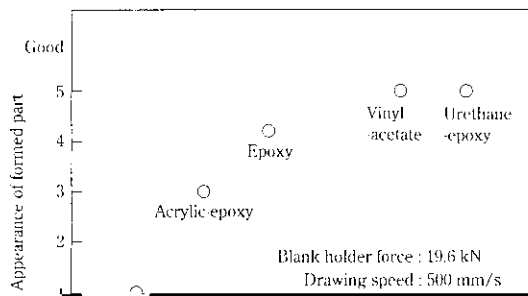 Good
5
4
3
2
1
Appearance of formed part
Acrylic-epoxy
Epoxy
Vinyl
-acetate
Urethane
-epoxy
Blank holder force : 19.6 kN
Drawing speed : 500 mm/s